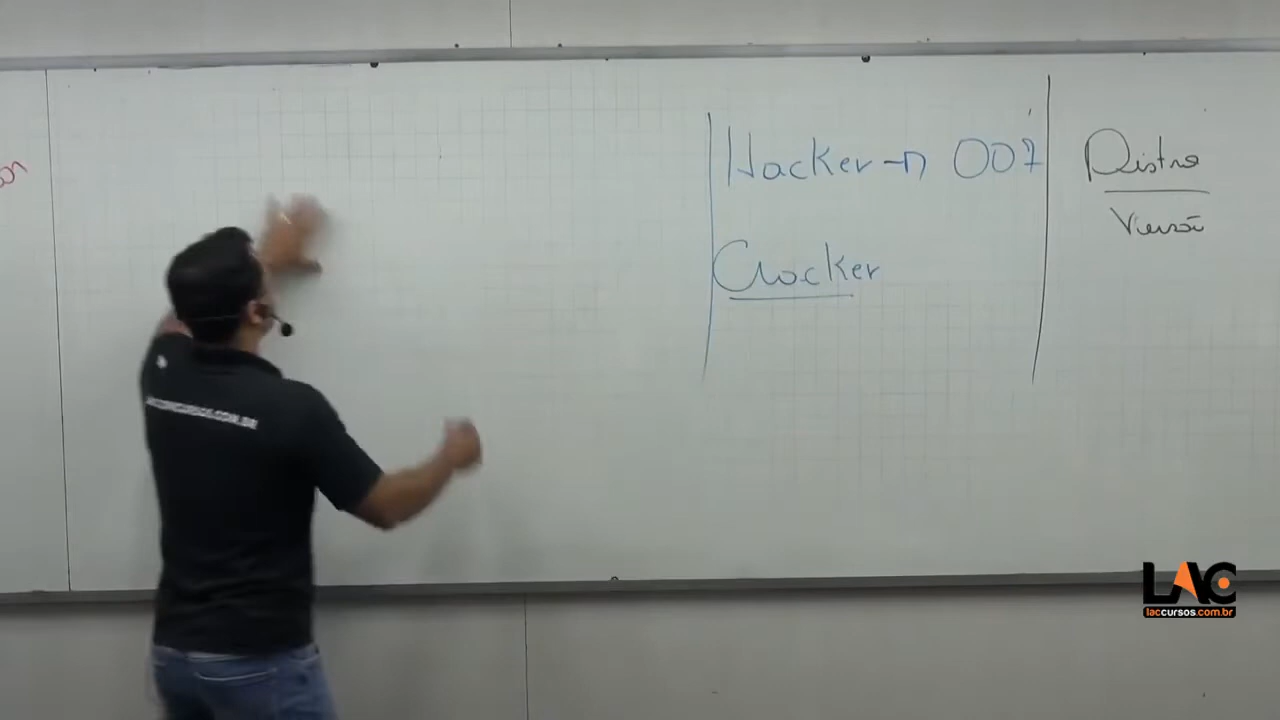 Hacker → 007
Cracker
Distro
Versão
LAC
laccursos.com.br